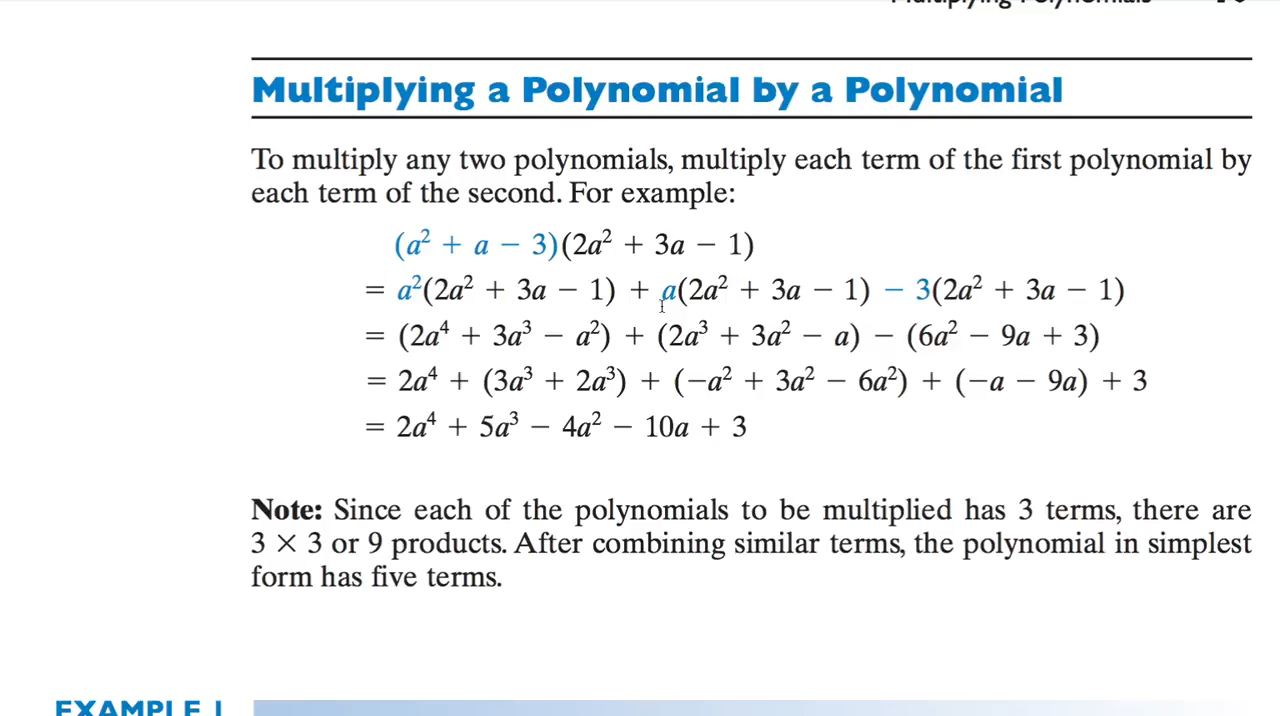 Multiplying Polynomials
Multiplying a Polynomial by a Polynomial
To multiply any two polynomials, multiply each term of the first polynomial by
each term of the second. For example:
(a² + a − 3)(2a² + 3a − 1)
= a²(2a² + 3a − 1) + a(2a² + 3a − 1) − 3(2a² + 3a − 1)
= (2a⁴ + 3a³ − a²) + (2a³ + 3a² − a) − (6a² − 9a + 3)
= 2a⁴ + (3a³ + 2a³) + (−a² + 3a² − 6a²) + (−a − 9a) + 3
= 2a⁴ + 5a³ − 4a² − 10a + 3
Note: Since each of the polynomials to be multiplied has 3 terms, there are
3 × 3 or 9 products. After combining similar terms, the polynomial in simplest
form has five terms.
EXAMPLE 1